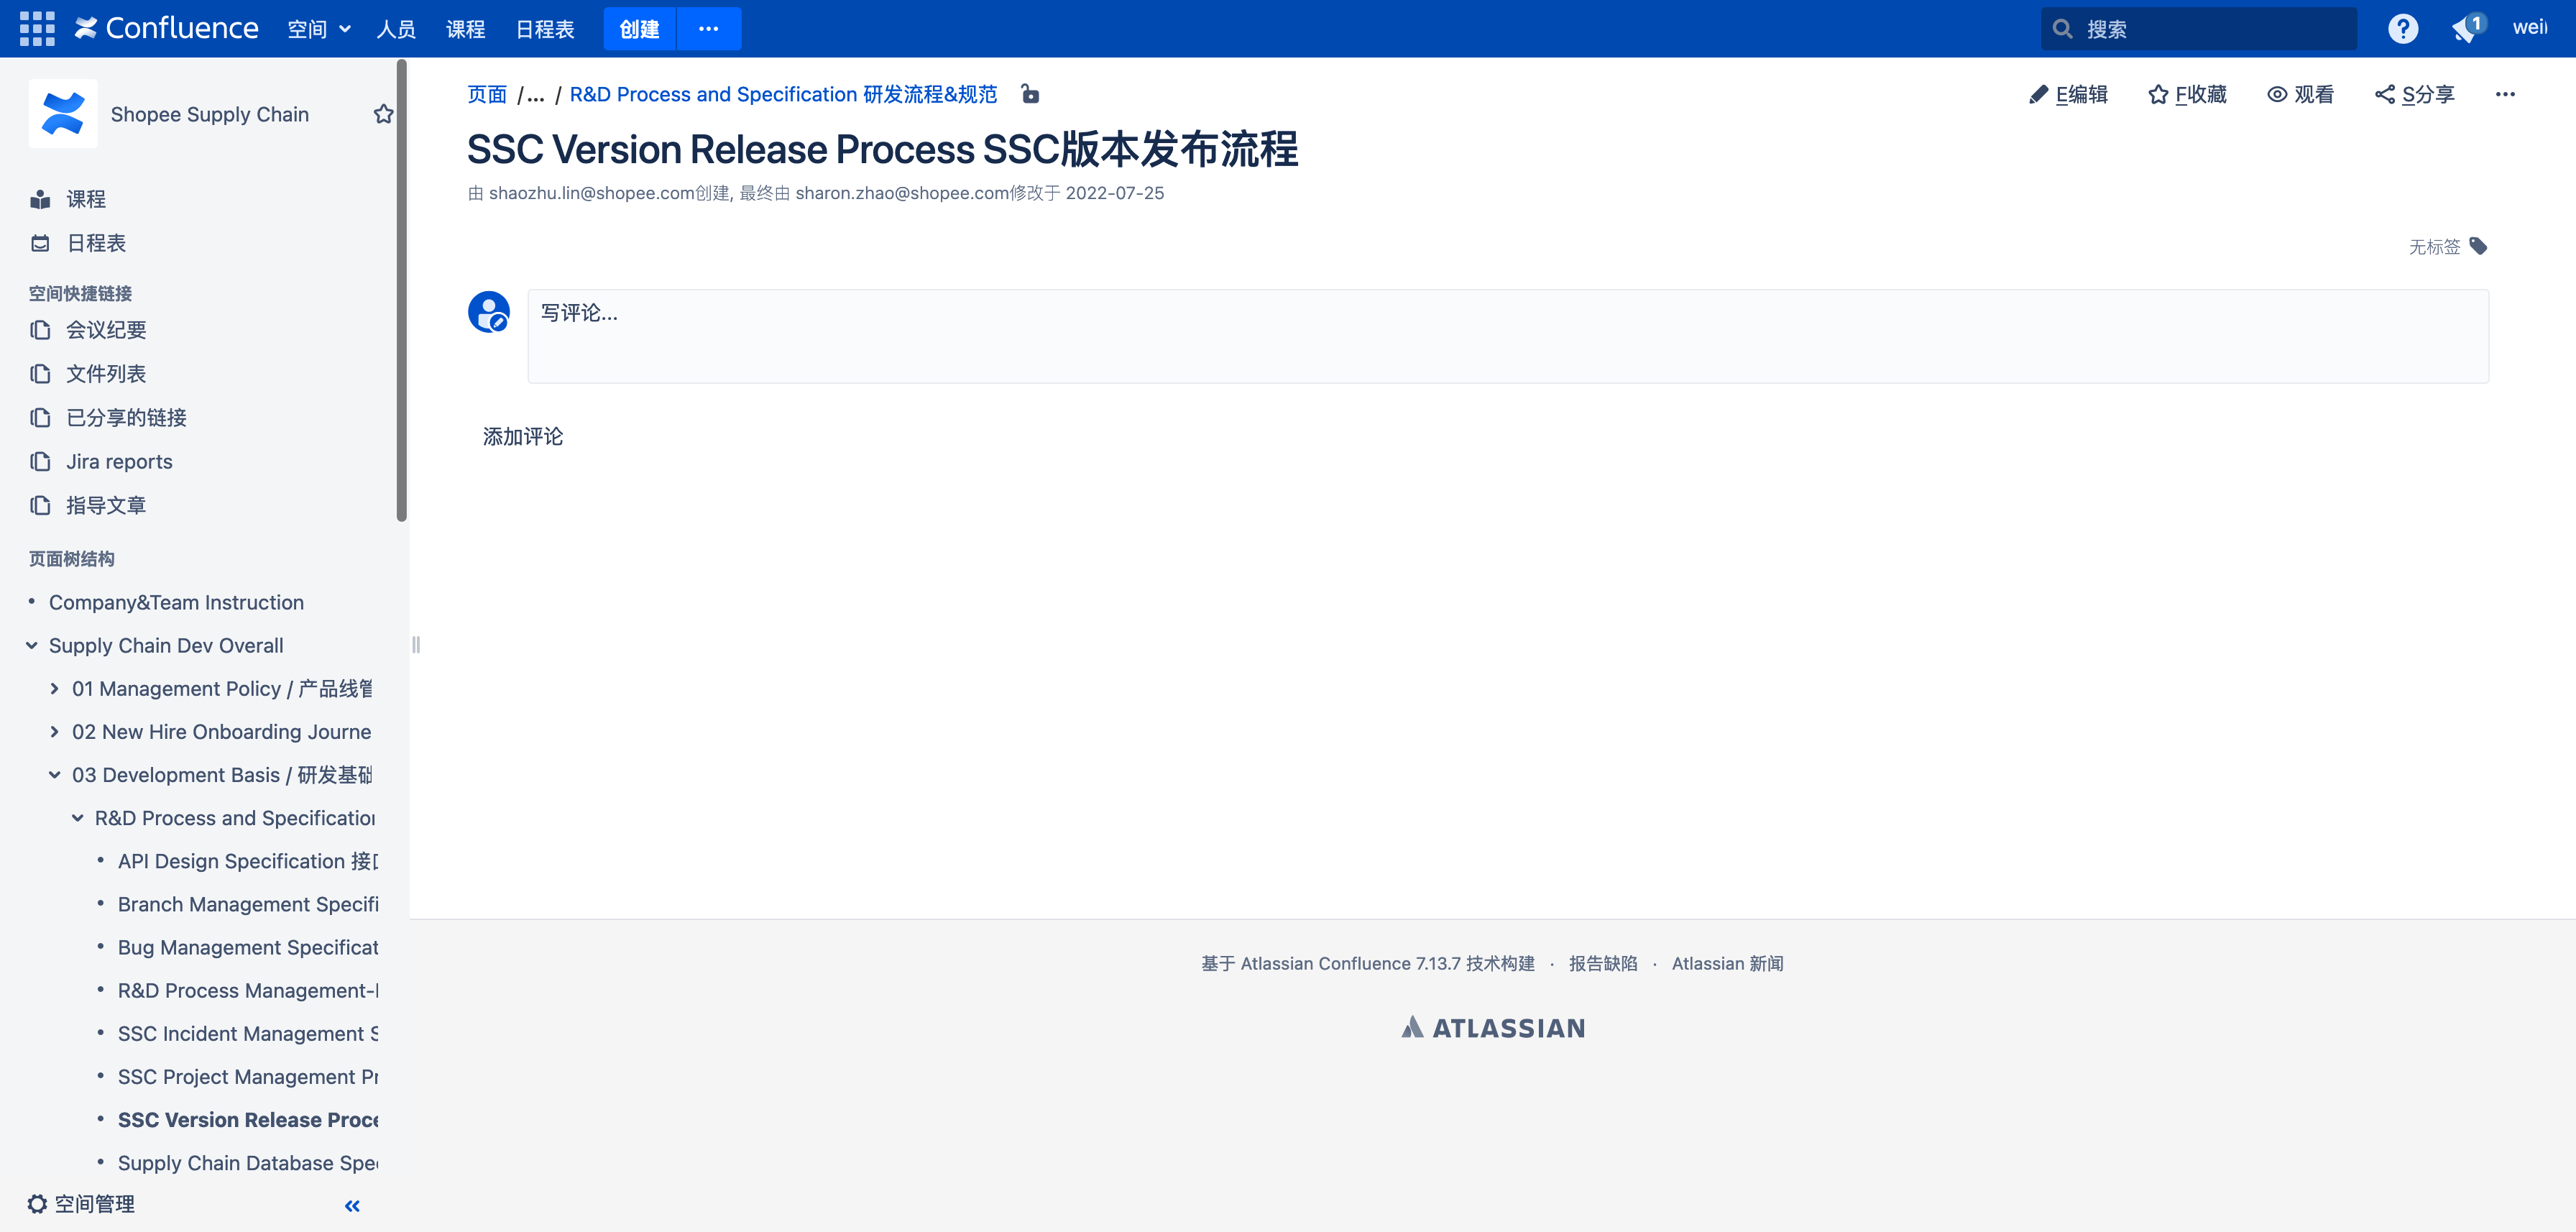 Confluence 空间 人员 课程 日程表 创建 ··· 搜索 ? 1 wei
Shopee Supply Chain
课程
日程表
空间快捷链接
会议纪要
文件列表
已分享的链接
Jira reports
指导文章
页面树结构
Company&Team Instruction
Supply Chain Dev Overall
01 Management Policy / 产品线管
02 New Hire Onboarding Journe
03 Development Basis / 研发基础
R&D Process and Specification
API Design Specification 接口
Branch Management Specifi
Bug Management Specificat
R&D Process Management-
SSC Incident Management S
SSC Project Management Pr
SSC Version Release Proce
Supply Chain Database Spe
空间管理 «
页面 /... / R&D Process and Specification 研发流程&规范
E编辑 F收藏 观看 S分享 ···
SSC Version Release Process SSC版本发布流程
由 shaozhu.lin@shopee.com创建, 最终由 sharon.zhao@shopee.com修改于 2022-07-25
无标签
写评论...
添加评论
基于 Atlassian Confluence 7.13.7 技术构建 · 报告缺陷 · Atlassian 新闻
ATLASSIAN